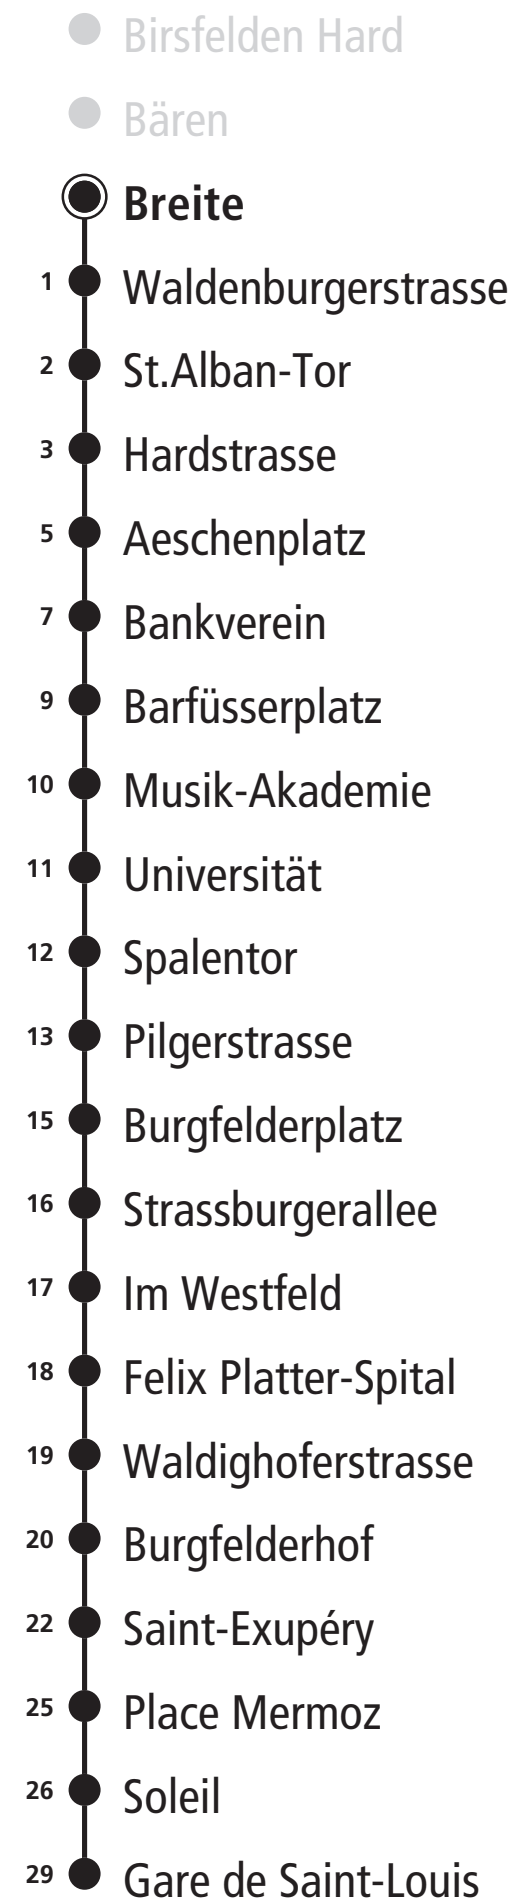 Birsfelden Hard
Bären
Breite
1 Waldenburgerstrasse
2 St.Alban-Tor
3 Hardstrasse
5 Aeschenplatz
7 Bankverein
9 Barfüsserplatz
10 Musik-Akademie
11 Universität
12 Spalentor
13 Pilgerstrasse
15 Burgfelderplatz
16 Strassburgerallee
17 Im Westfeld
18 Felix Platter-Spital
19 Waldighoferstrasse
20 Burgfelderhof
22 Saint-Exupéry
25 Place Mermoz
26 Soleil
29 Gare de Saint-Louis